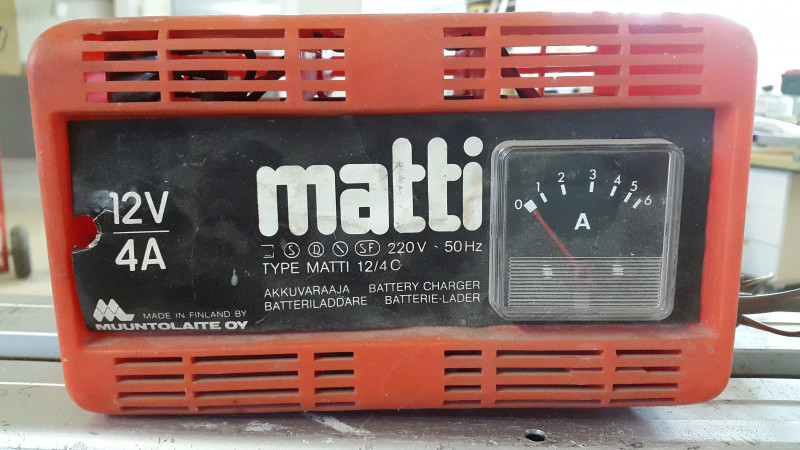 matti
12V
4A
S D N SF 220V - 50Hz
TYPE MATTI 12/4C
AKKUVARAAJA BATTERY CHARGER
BATTERILADDARE BATTERIE-LADER
MADE IN FINLAND BY
MUUNTOLAITE OY
0 1 2 3 4 5 6
A